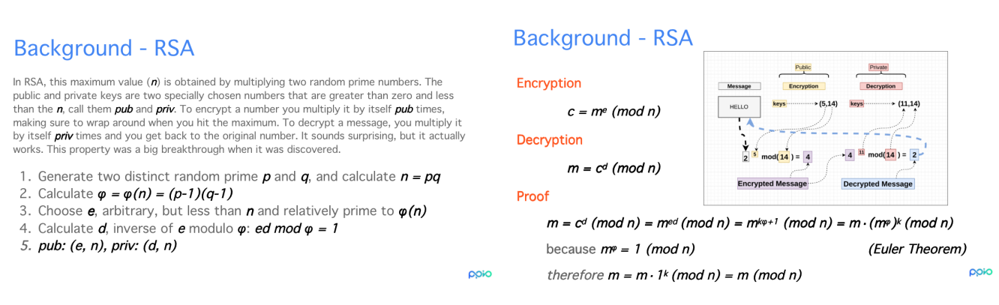 Background - RSA
In RSA, this maximum value (n) is obtained by multiplying two random prime numbers. The
public and private keys are two specially chosen numbers that are greater than zero and less
than the n, call them pub and priv. To encrypt a number you multiply it by itself pub times,
making sure to wrap around when you hit the maximum. To decrypt a message, you multiply it
by itself priv times and you get back to the original number. It sounds surprising, but it actually
works. This property was a big breakthrough when it was discovered.
1. Generate two distinct random prime p and q, and calculate n = pq
2. Calculate φ = φ(n) = (p-1)(q-1)
3. Choose e, arbitrary, but less than n and relatively prime to φ(n)
4. Calculate d, inverse of e modulo φ: ed mod φ = 1
5. pub: (e, n), priv: (d, n)
ppio
Background - RSA
Encryption
c = mᵉ (mod n)
Decryption
m = cᵈ (mod n)
Proof
m = cᵈ (mod n) = mᵉᵈ (mod n) = mᵏᵠ⁺¹ (mod n) = m · (mᵠ)ᵏ (mod n)
because mᵠ = 1 (mod n) (Euler Theorem)
therefore m = m · 1ᵏ (mod n) = m (mod n)
Public Private
Message Encryption Decryption
HELLO keys (5,14) keys (11,14)
2 ⁵ mod(14) = 4 4 ¹¹ mod(14) = 2
Encrypted Message Decrypted Message
ppio